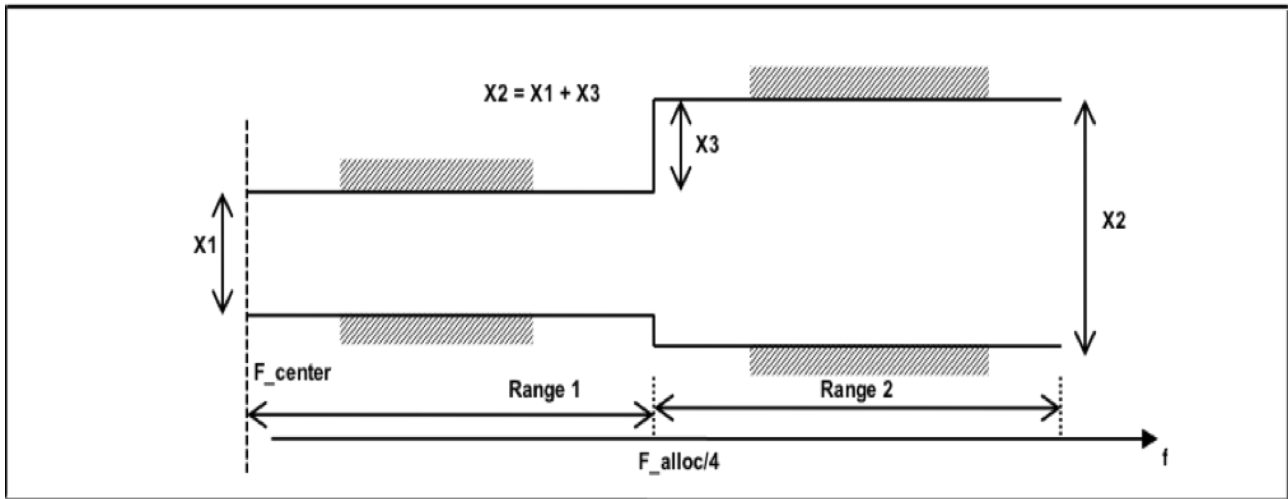 X2 = X1 + X3
X3
X1
X2
F_center
Range 1
Range 2
F_alloc/4
f